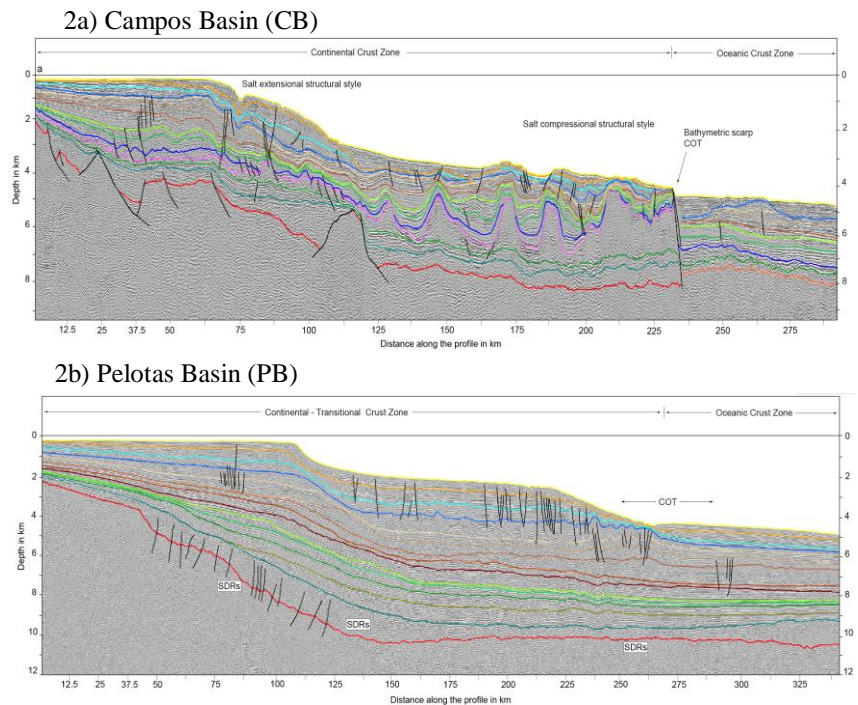 2a) Campos Basin (CB)
Continental Crust Zone
Oceanic Crust Zone
a
0
0
Salt extensional structural style
2
2
Salt compressional structural style
Bathymetric scarp
COT
4
4
6
6
8
8
Depth in km
12.5 25 37.5 50 75 100 125 150 175 200 225 250 275
Distance along the profile in km
2b) Pelotas Basin (PB)
Continental - Transitional Crust Zone
Oceanic Crust Zone
0
0
2
2
4
COT
4
6
6
SDRs
8
8
SDRs
10
SDRs
10
12
12
Depth in km
12.5 25 37.5 50 75 100 125 150 175 200 225 250 275 300 325
Distance along the profile in km